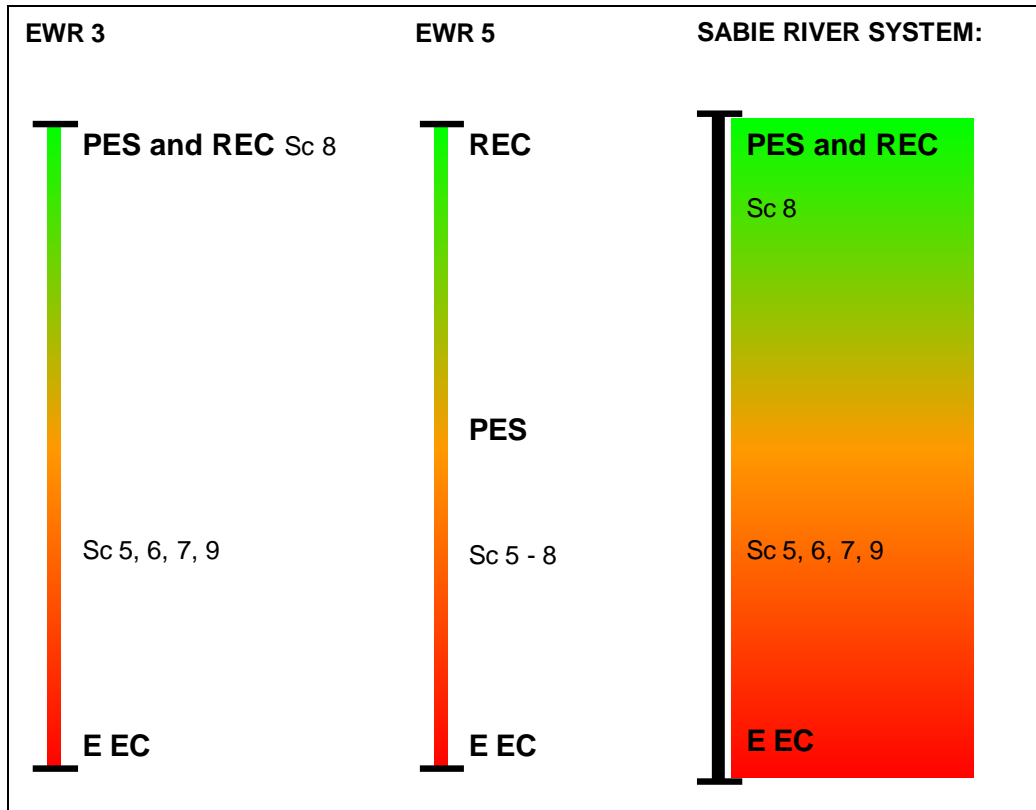 EWR 3
PES and REC Sc 8
Sc 5, 6, 7, 9
E EC
EWR 5
REC
PES
Sc 5 - 8
E EC
SABIE RIVER SYSTEM:
PES and REC
Sc 8
Sc 5, 6, 7, 9
E EC